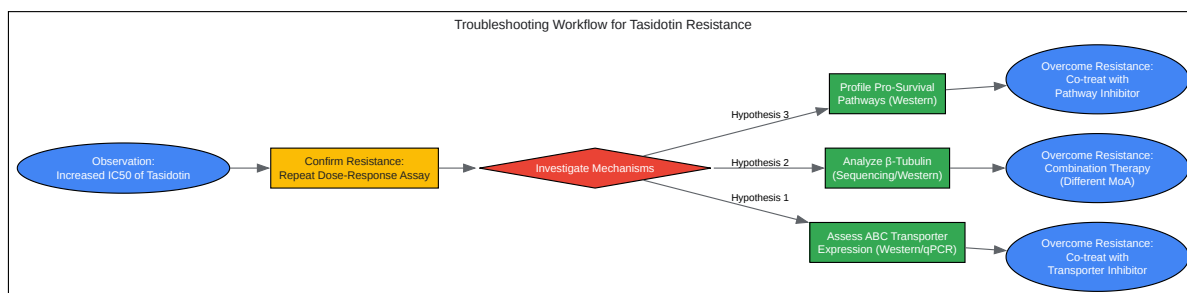 Troubleshooting Workflow for Tasidotin Resistance
Observation:
Increased IC50 of Tasidotin
Confirm Resistance:
Repeat Dose-Response Assay
Investigate Mechanisms
Hypothesis 3
Profile Pro-Survival
Pathways (Western)
Overcome Resistance:
Co-treat with
Pathway Inhibitor
Hypothesis 2
Analyze β-Tubulin
(Sequencing/Western)
Overcome Resistance:
Combination Therapy
(Different MoA)
Hypothesis 1
Assess ABC Transporter
Expression (Western/qPCR)
Overcome Resistance:
Co-treat with
Transporter Inhibitor